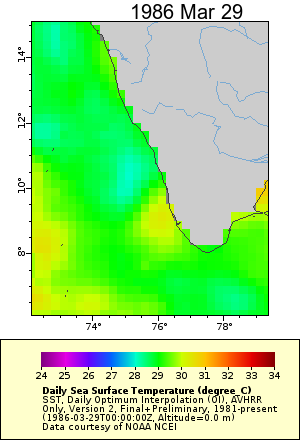 1986 Mar 29
14°
12°
10°
8°
74°
76°
78°
24 25 26 27 28 29 30 31 32 33 34
Daily Sea Surface Temperature (degree_C)
SST, Daily Optimum Interpolation (OI), AVHRR
Only, Version 2, Final+Preliminary, 1981-present
(1986-03-29T00:00:00Z, Altitude=0.0 m)
Data courtesy of NOAA NCEI